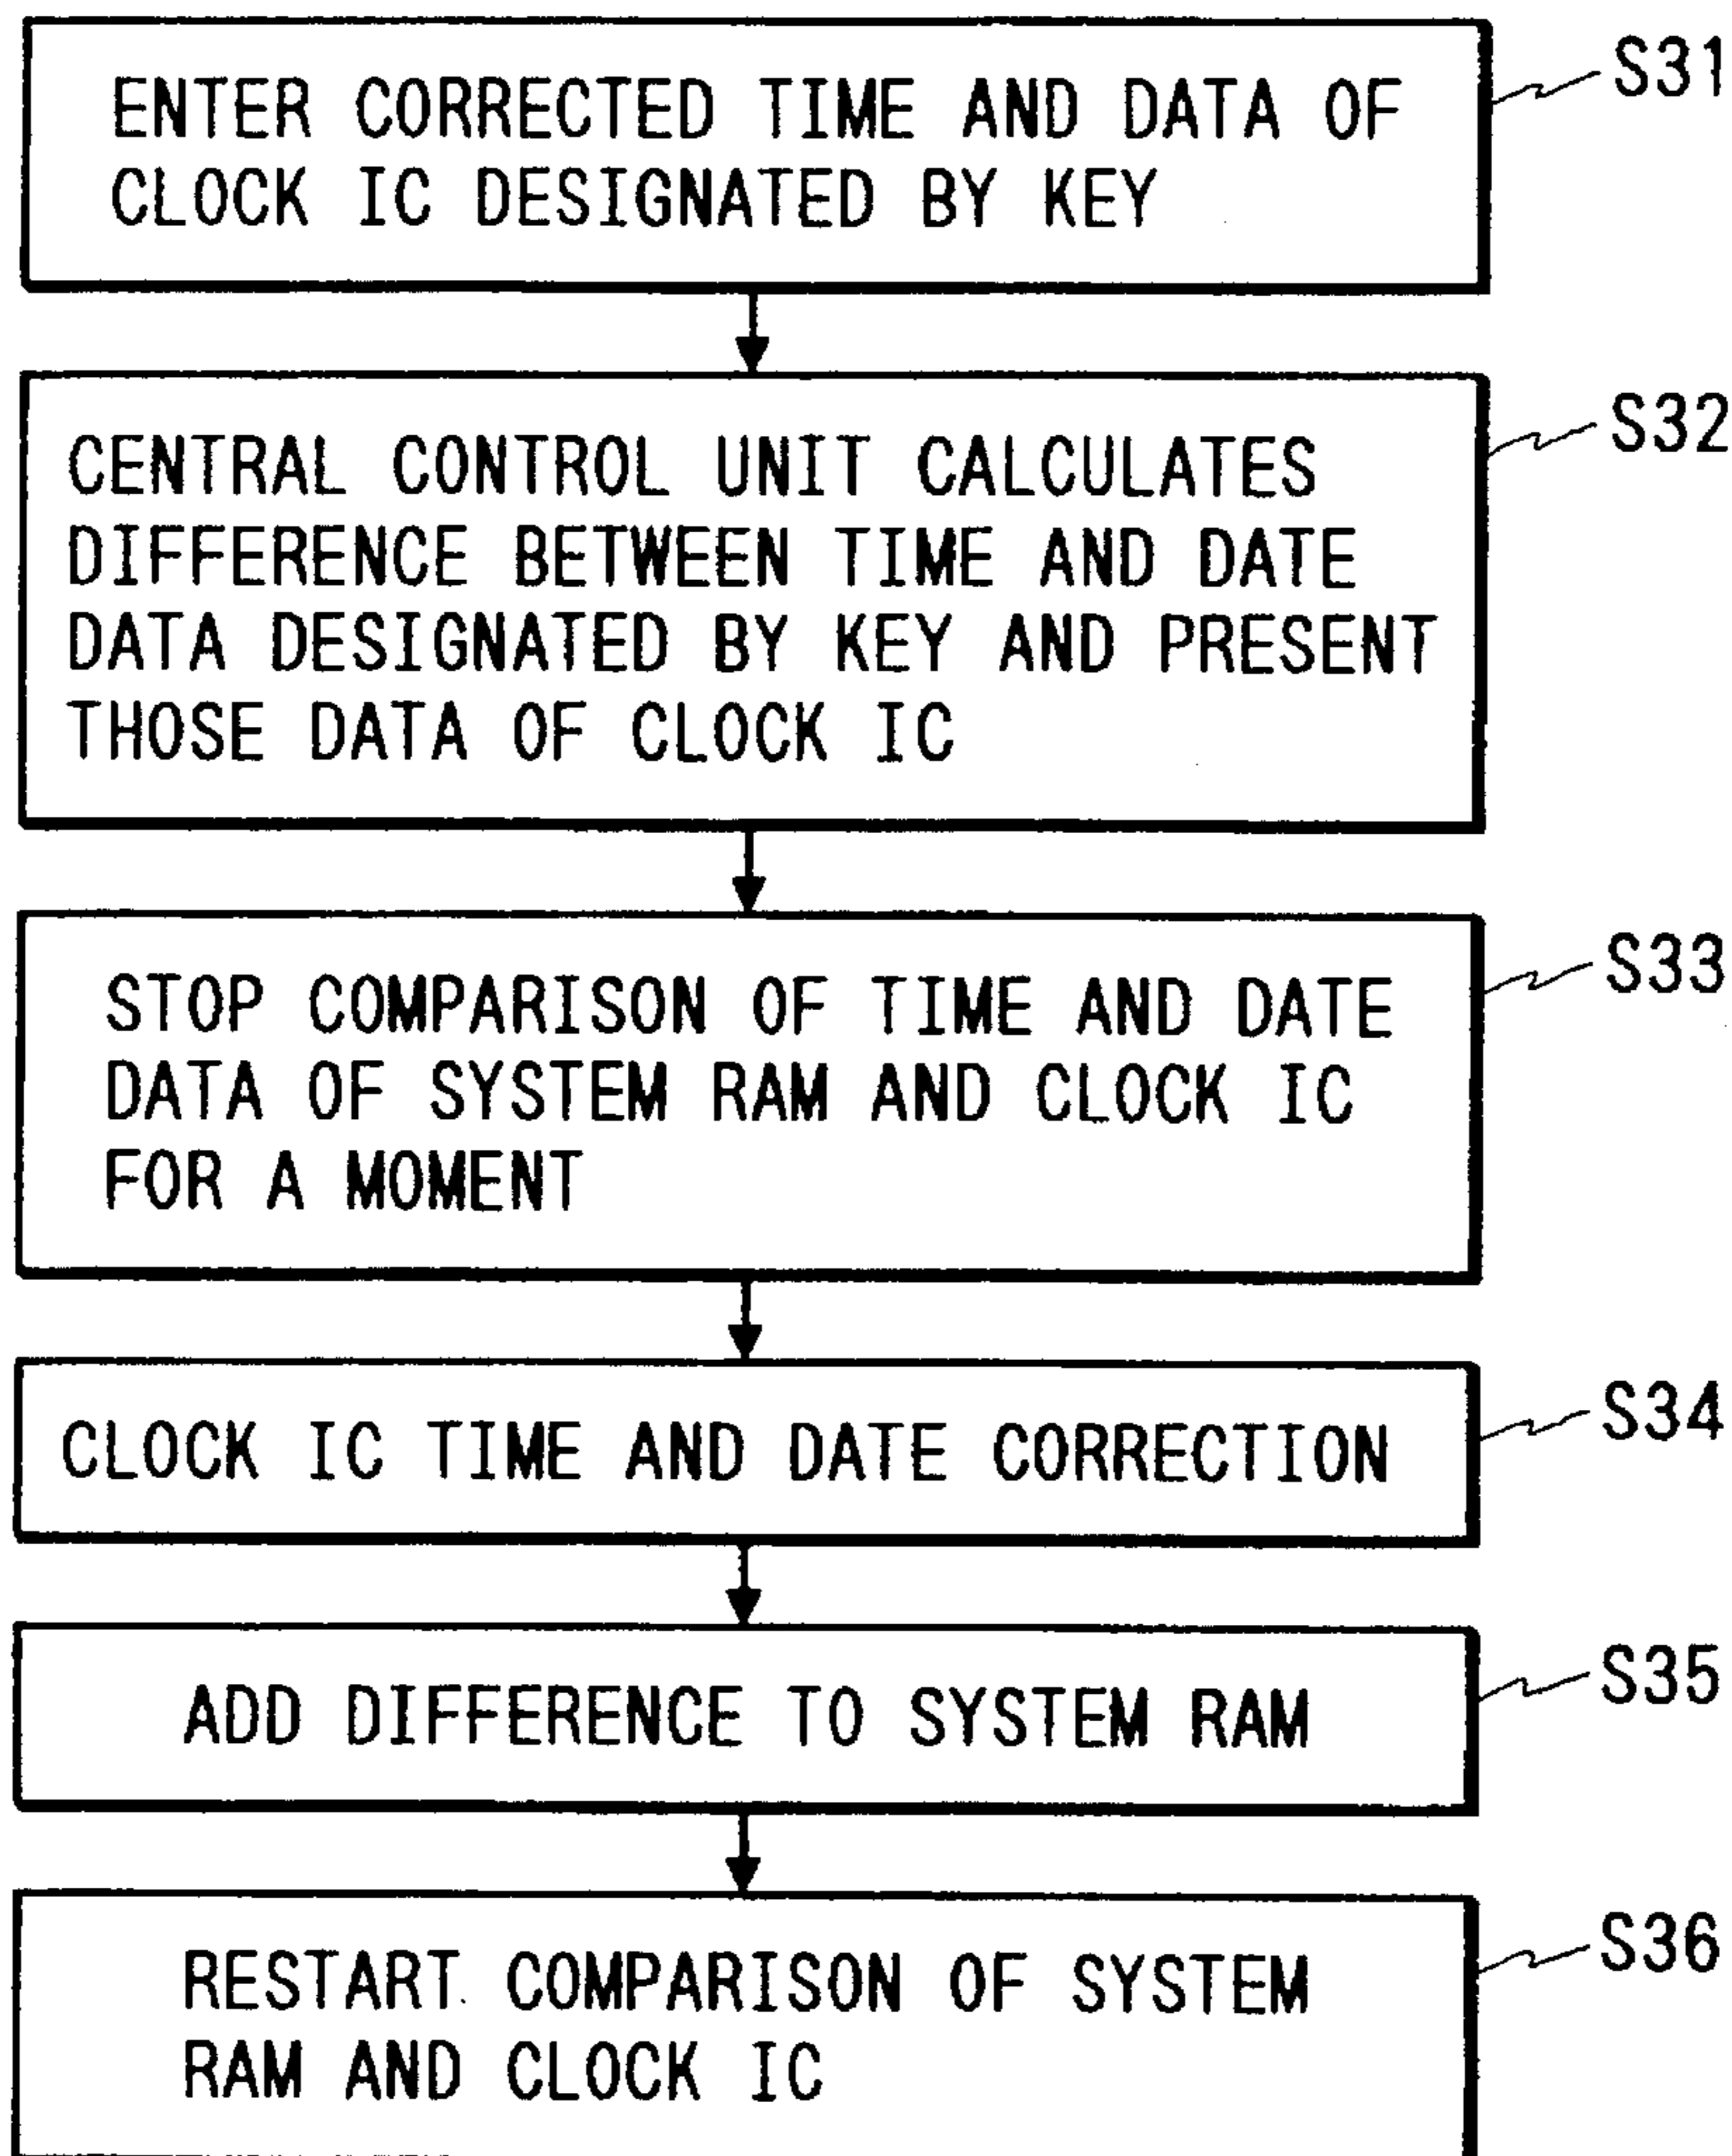 ENTER CORRECTED TIME AND DATA OF
CLOCK IC DESIGNATED BY KEY
S31
CENTRAL CONTROL UNIT CALCULATES
DIFFERENCE BETWEEN TIME AND DATE
DATA DESIGNATED BY KEY AND PRESENT
THOSE DATA OF CLOCK IC
S32
STOP COMPARISON OF TIME AND DATE
DATA OF SYSTEM RAM AND CLOCK IC
FOR A MOMENT
S33
CLOCK IC TIME AND DATE CORRECTION
S34
ADD DIFFERENCE TO SYSTEM RAM
S35
RESTART COMPARISON OF SYSTEM
RAM AND CLOCK IC
S36